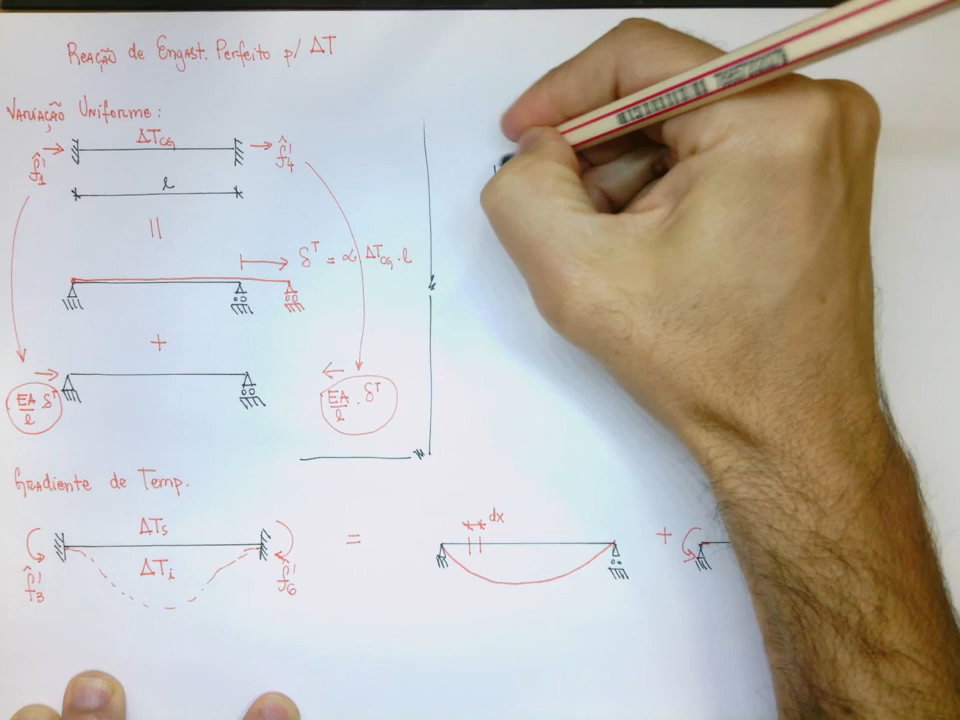 Reação de Engast. Perfeito p/ ΔT
Variação Uniforme:
ΔTCG
f̂'1
f̂'4
l
||
δT = α.ΔTCG.l
+
EA/l δT
EA/l . δT
Gradiente de Temp.
ΔTs
ΔTi
f̂'3
f̂'6
=
dx
+